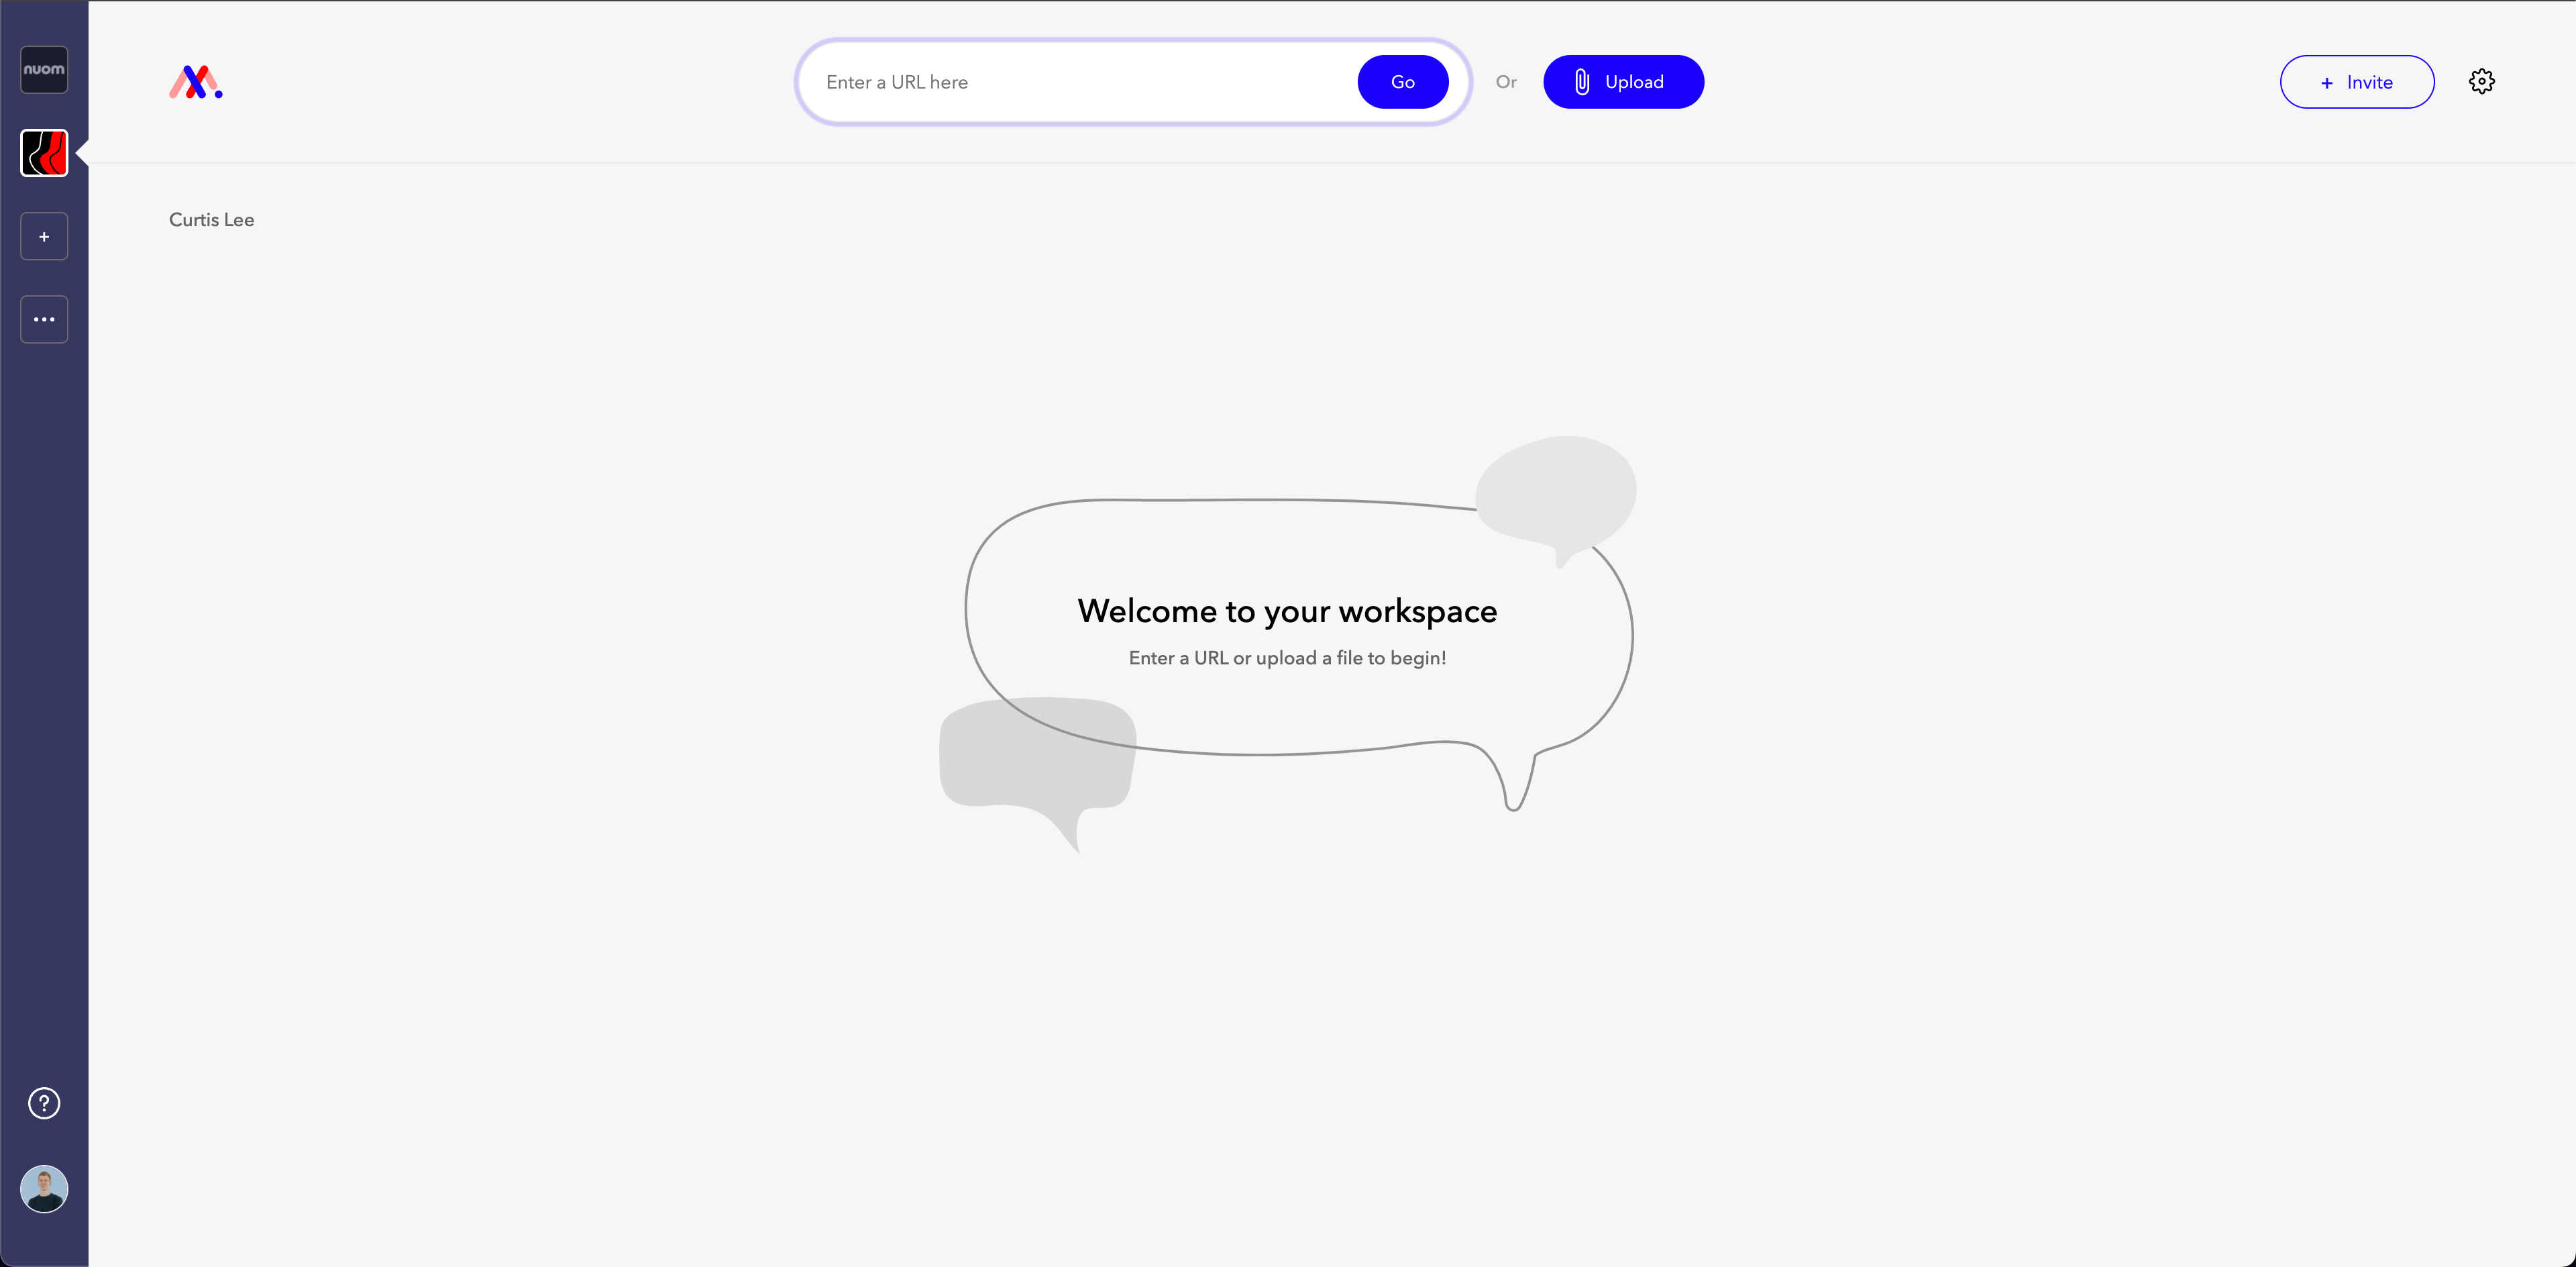 nuom
Enter a URL here
Go
Or
Upload
+ Invite
Curtis Lee
+
...
Welcome to your workspace
Enter a URL or upload a file to begin!
?